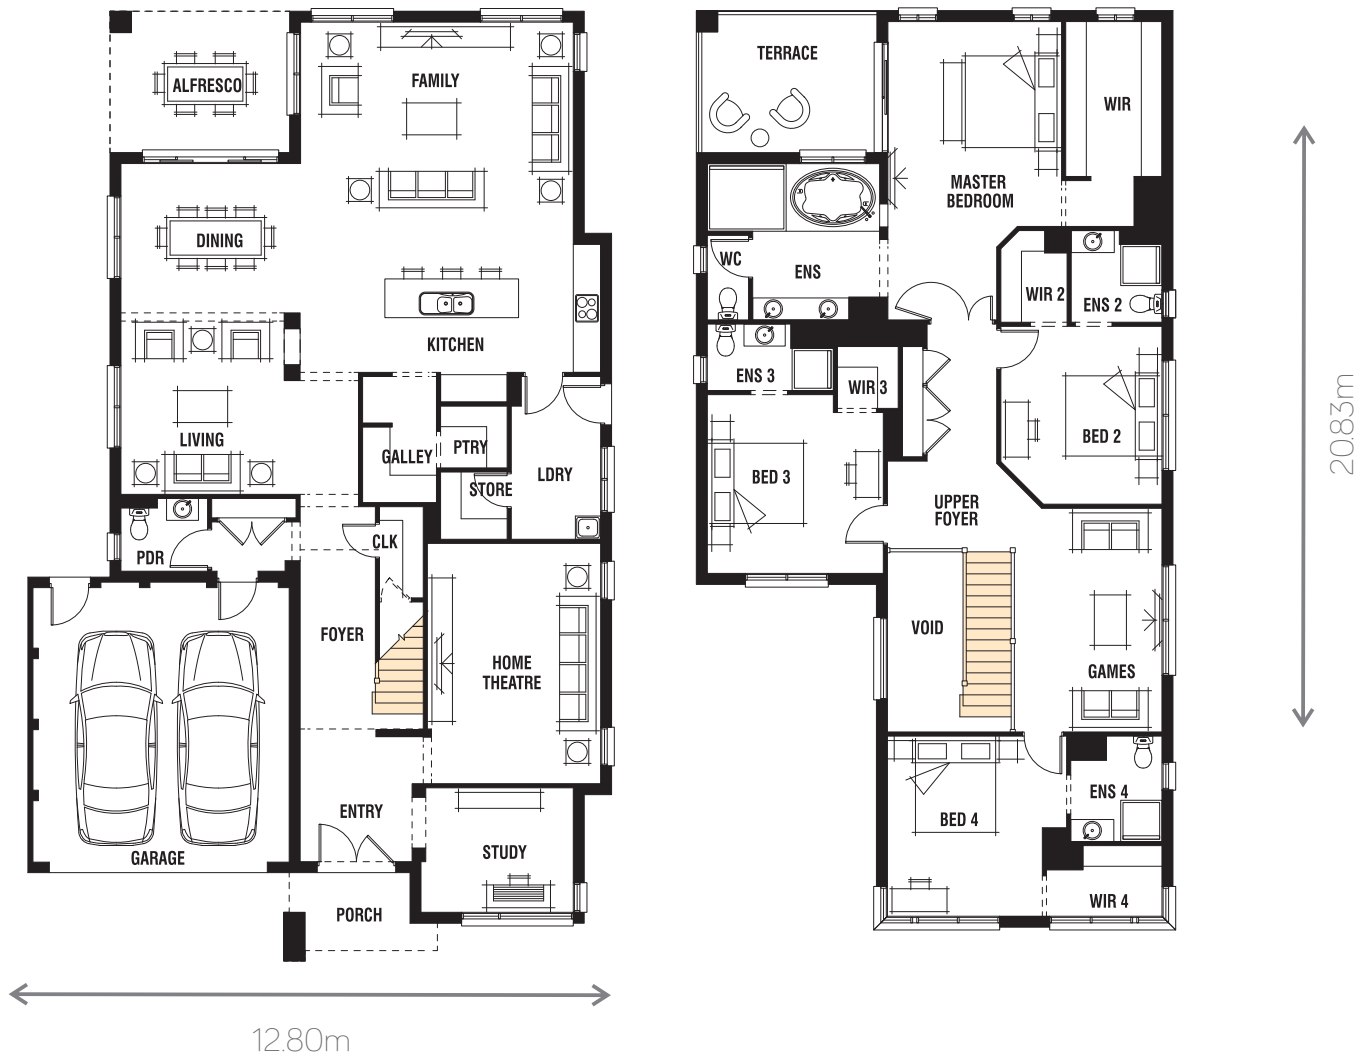 ALFRESCO
FAMILY
DINING
KITCHEN
LIVING
GALLEY
PTRY
STORE
LDRY
PDR
CLK
FOYER
HOME
THEATRE
ENTRY
STUDY
GARAGE
PORCH
12.80m
TERRACE
WIR
MASTER
BEDROOM
WC
ENS
WIR 2
ENS 2
ENS 3
WIR 3
BED 2
BED 3
UPPER
FOYER
VOID
GAMES
ENS 4
BED 4
WIR 4
20.83m